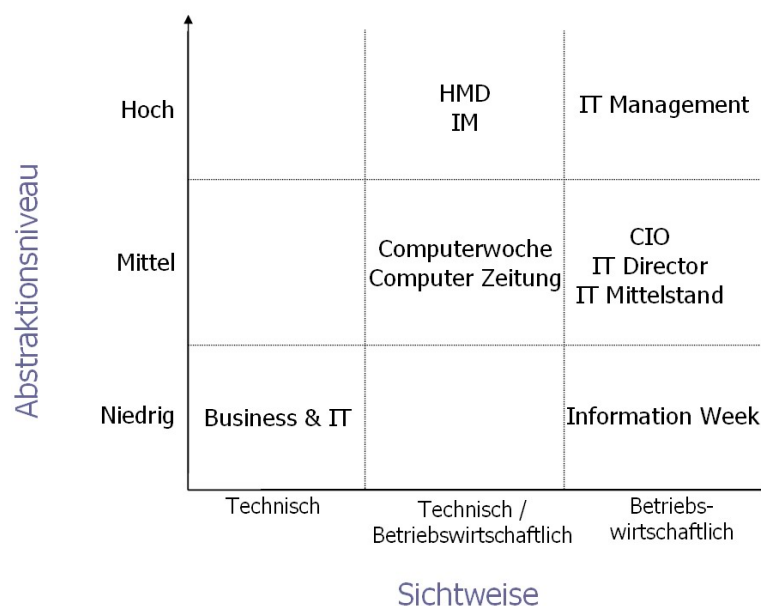 Abstraktionsniveau
Hoch
HMD
IM
IT Management
Mittel
Computerwoche
Computer Zeitung
CIO
IT Director
IT Mittelstand
Niedrig
Business & IT
Information Week
Technisch
Technisch /
Betriebswirtschaftlich
Betriebs-
wirtschaftlich
Sichtweise